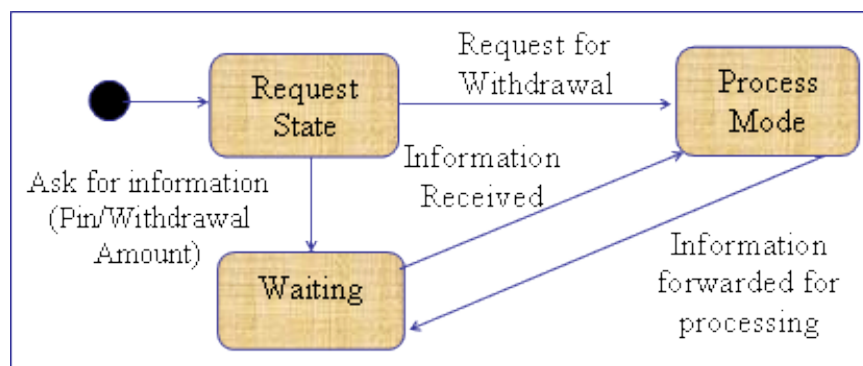 Request
State
Request for
Withdrawal
Process
Mode
Ask for information
(Pin/Withdrawal
Amount)
Information
Received
Waiting
Information
forwarded for
processing